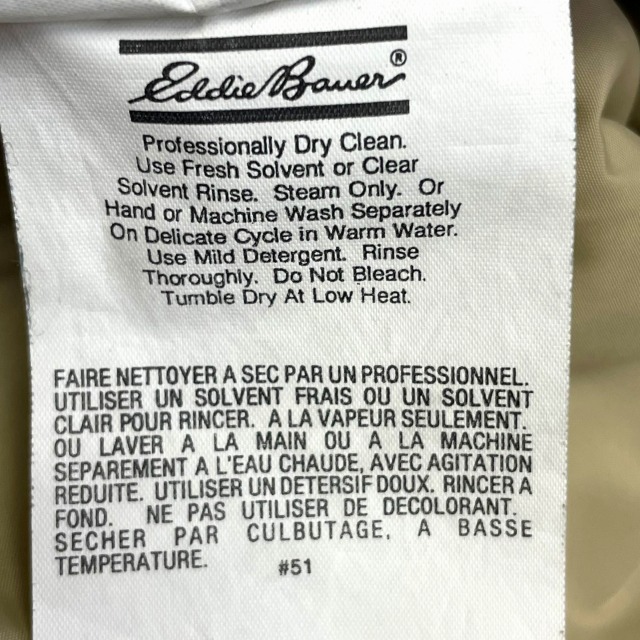 Eddie Bauer®
Professionally Dry Clean.
Use Fresh Solvent or Clear
Solvent Rinse. Steam Only. Or
Hand or Machine Wash Separately
On Delicate Cycle in Warm Water.
Use Mild Detergent. Rinse
Thoroughly. Do Not Bleach.
Tumble Dry At Low Heat.
FAIRE NETTOYER A SEC PAR UN PROFESSIONNEL.
UTILISER UN SOLVENT FRAIS OU UN SOLVENT
CLAIR POUR RINCER. A LA VAPEUR SEULEMENT.
OU LAVER A LA MAIN OU A LA MACHINE
SEPAREMENT A L'EAU CHAUDE, AVEC AGITATION
REDUITE. UTILISER UN DETERSIF DOUX. RINCER A
FOND. NE PAS UTILISER DE DECOLORANT.
SECHER PAR CULBUTAGE, A BASSE
TEMPERATURE. #51